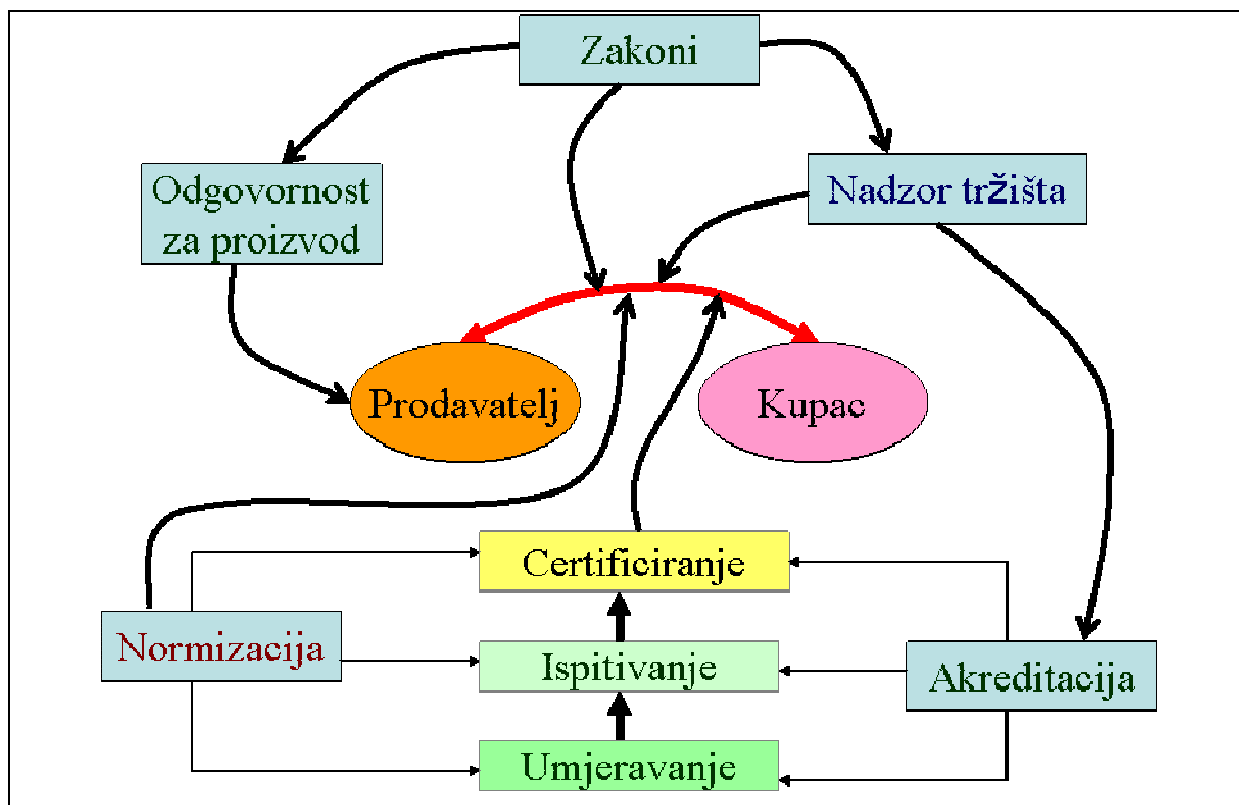 Zakoni
Odgovornost
za proizvod
Nadzor tržišta
Prodavatelj
Kupac
Certificiranje
Normizacija
Ispitivanje
Akreditacija
Umjeravanje